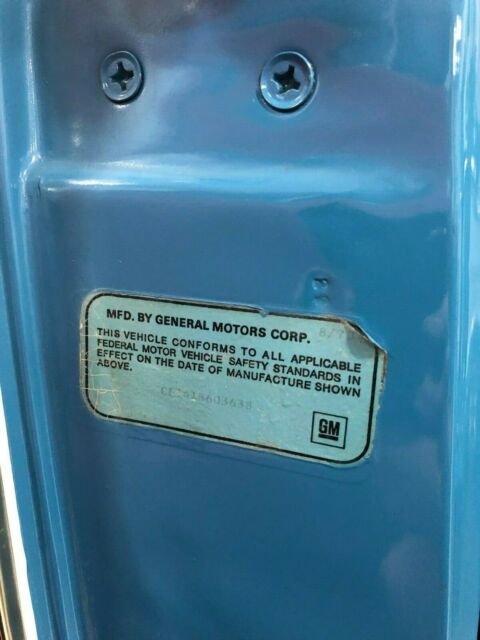 MFD. BY GENERAL MOTORS CORP.
THIS VEHICLE CONFORMS TO ALL APPLICABLE
FEDERAL MOTOR VEHICLE SAFETY STANDARDS IN
EFFECT ON THE DATE OF MANUFACTURE SHOWN
ABOVE.
GM